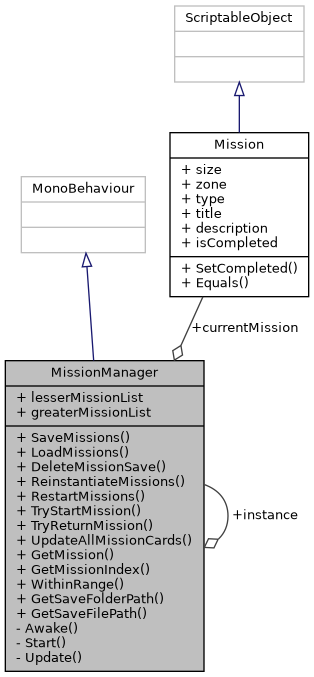 ScriptableObject
Mission
+ size
+ zone
+ type
+ title
+ description
+ isCompleted
+ SetCompleted()
+ Equals()
MonoBehaviour
+currentMission
MissionManager
+ lesserMissionList
+ greaterMissionList
+ SaveMissions()
+ LoadMissions()
+ DeleteMissionSave()
+ ReinstantiateMissions()
+ RestartMissions()
+ TryStartMission()
+ TryReturnMission()
+ UpdateAllMissionCards()
+ GetMission()
+ GetMissionIndex()
+ WithinRange()
+ GetSaveFolderPath()
+ GetSaveFilePath()
- Awake()
- Start()
- Update()
+instance